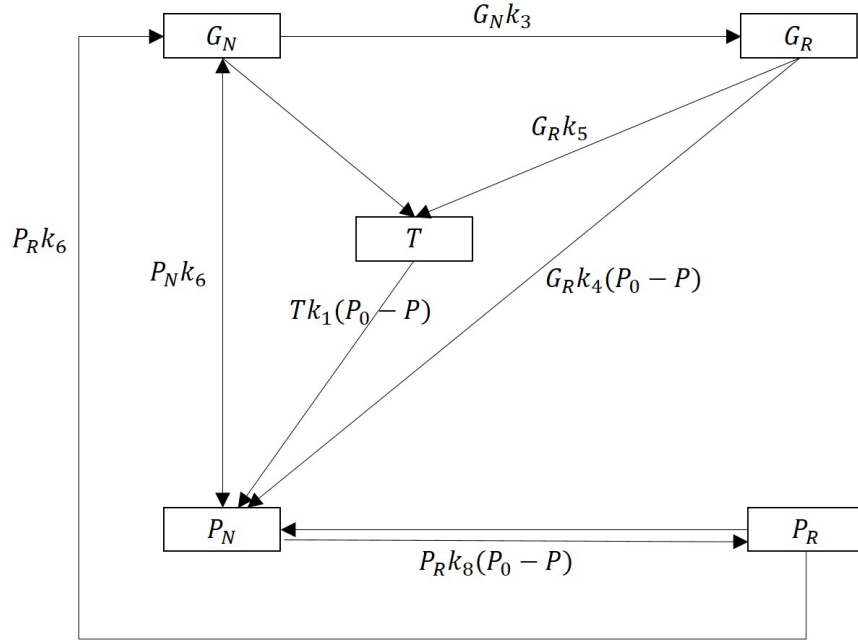 G_N
G_N k_3
G_R
G_R k_5
T
P_R k_6
P_N k_6
T k_1(P_0 − P)
G_R k_4(P_0 − P)
P_N
P_R
P_R k_8(P_0 − P)